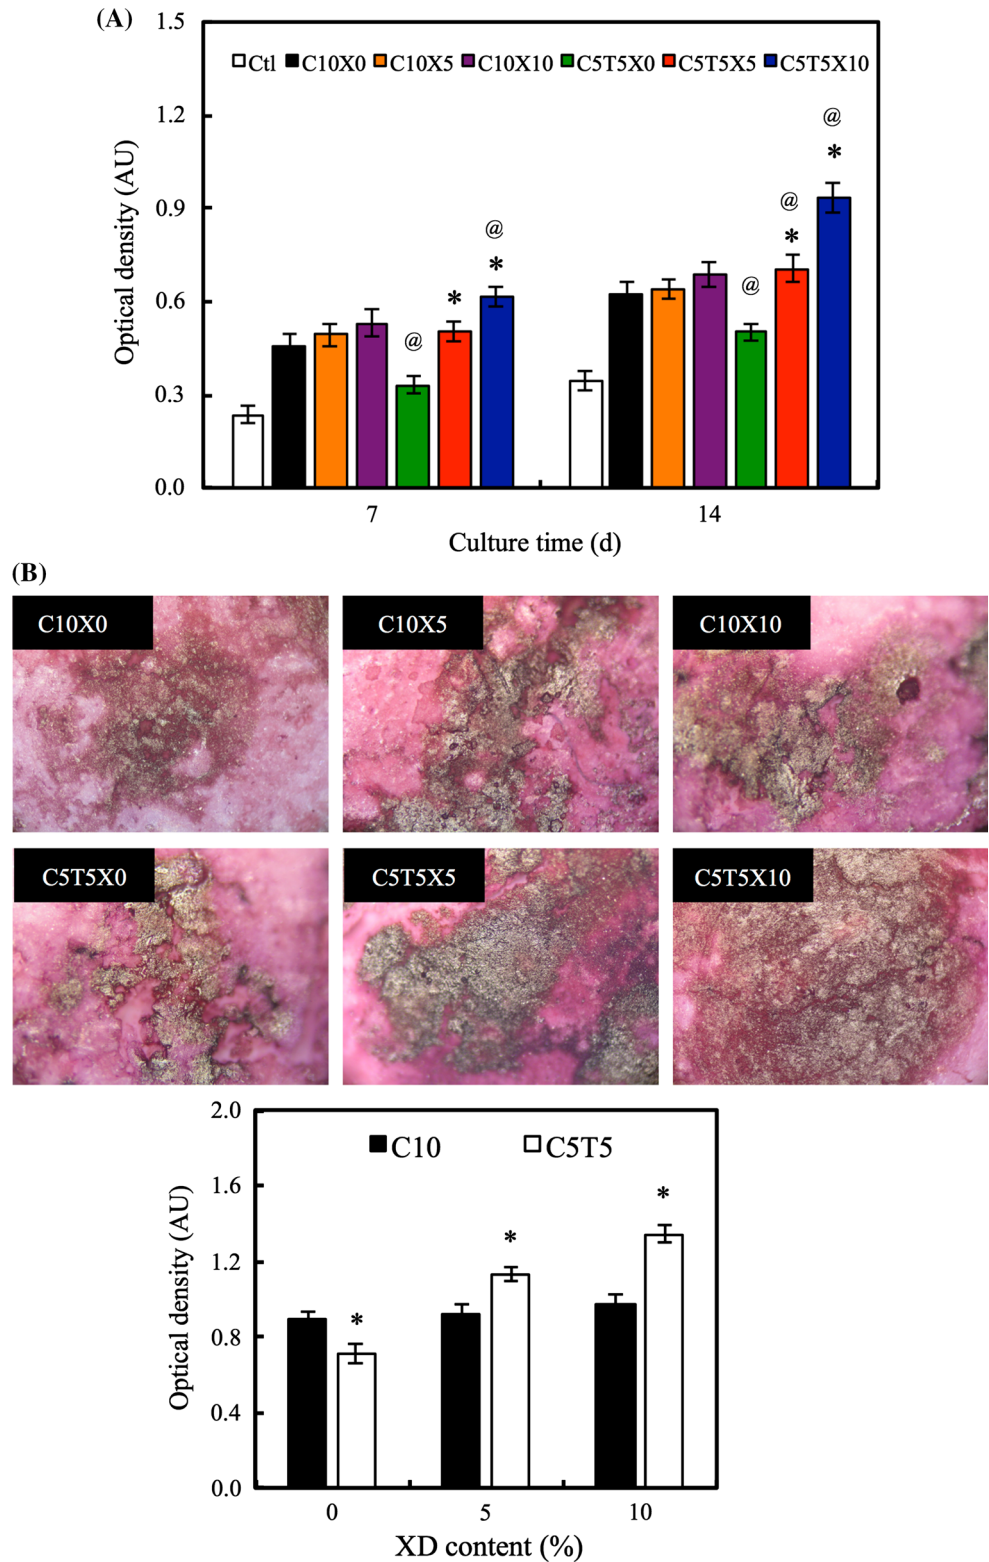 (A)
1.5
Ctl C10X0 C10X5 C10X10 C5T5X0 C5T5X5 C5T5X10
1.2
@
*
@
0.9
@
*
@
*
*
0.6
@
0.3
0.0
7 14
Optical density (AU)
Culture time (d)
(B)
C10X0 C10X5 C10X10
C5T5X0 C5T5X5 C5T5X10
2.0
C10 C5T5
1.6
*
*
1.2
*
0.8
0.4
0.0
0 5 10
Optical density (AU)
XD content (%)